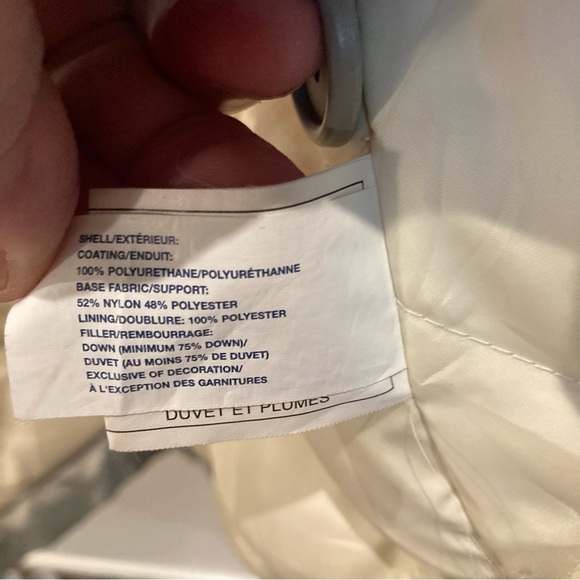 SHELL/EXTÉRIEUR:
COATING/ENDUIT:
100% POLYURETHANE/POLYURÉTHANNE
BASE FABRIC/SUPPORT:
52% NYLON 48% POLYESTER
LINING/DOUBLURE: 100% POLYESTER
FILLER/REMBOURRAGE:
DOWN (MINIMUM 75% DOWN)/
DUVET (AU MOINS 75% DE DUVET)
EXCLUSIVE OF DECORATION/
À L'EXCEPTION DES GARNITURES
DUVET ET PLUMES